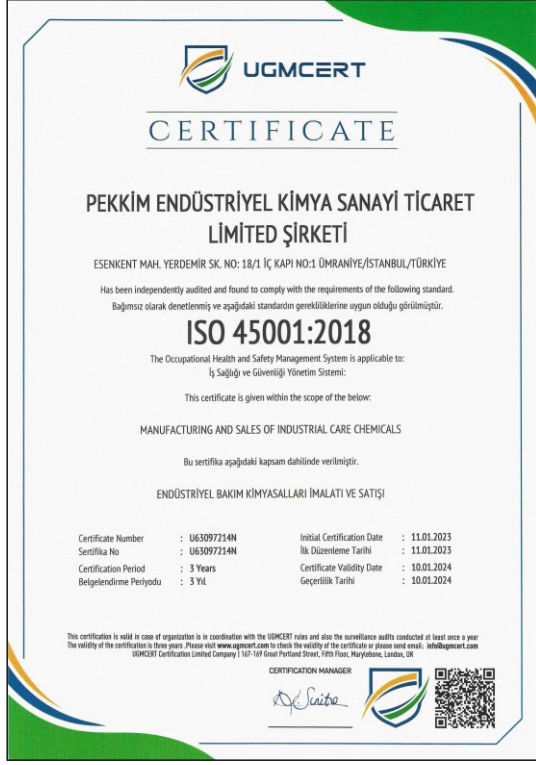 UGMCERT
CERTIFICATE
PEKKİM ENDÜSTRİYEL KİMYA SANAYİ TİCARET
LİMİTED ŞİRKETİ
ESENKENT MAH. YERDEMİR SK. NO: 18/1 İÇ KAPI NO:1 ÜMRANİYE/İSTANBUL/TÜRKİYE
Has been independently audited and found to comply with the requirements of the following standard.
Bağımsız olarak denetlenmiş ve aşağıdaki standardın gerekliliklerine uygun olduğu görülmüştür.
ISO 45001:2018
The Occupational Health and Safety Management System is applicable to:
İş Sağlığı ve Güvenliği Yönetim Sistemi:
This certificate is given within the scope of the below:
MANUFACTURING AND SALES OF INDUSTRIAL CARE CHEMICALS
Bu sertifika aşağıdaki kapsam dahilinde verilmiştir.
ENDÜSTRİYEL BAKIM KİMYASALLARI İMALATI VE SATIŞI
Certificate Number : U63097214N Initial Certification Date : 11.01.2023
Sertifika No : U63097214N İlk Düzenleme Tarihi : 11.01.2023
Certification Period : 3 Years Certificate Validity Date : 10.01.2024
Belgelendirme Periyodu : 3 Yıl Geçerlilik Tarihi : 10.01.2024
This certification is valid in case of organization is in coordination with the UGMCERT rules and also the surveillance audits conducted at least once a year
The validity of the certification is three years .Please visit www.ugmcert.com to check the validity of the certificate or please send email: info@ugmcert.com
UGMCERT Certification Limited Company | 167-169 Great Portland Street, Fifth Floor, Marylebone, London, UK
CERTIFICATION MANAGER